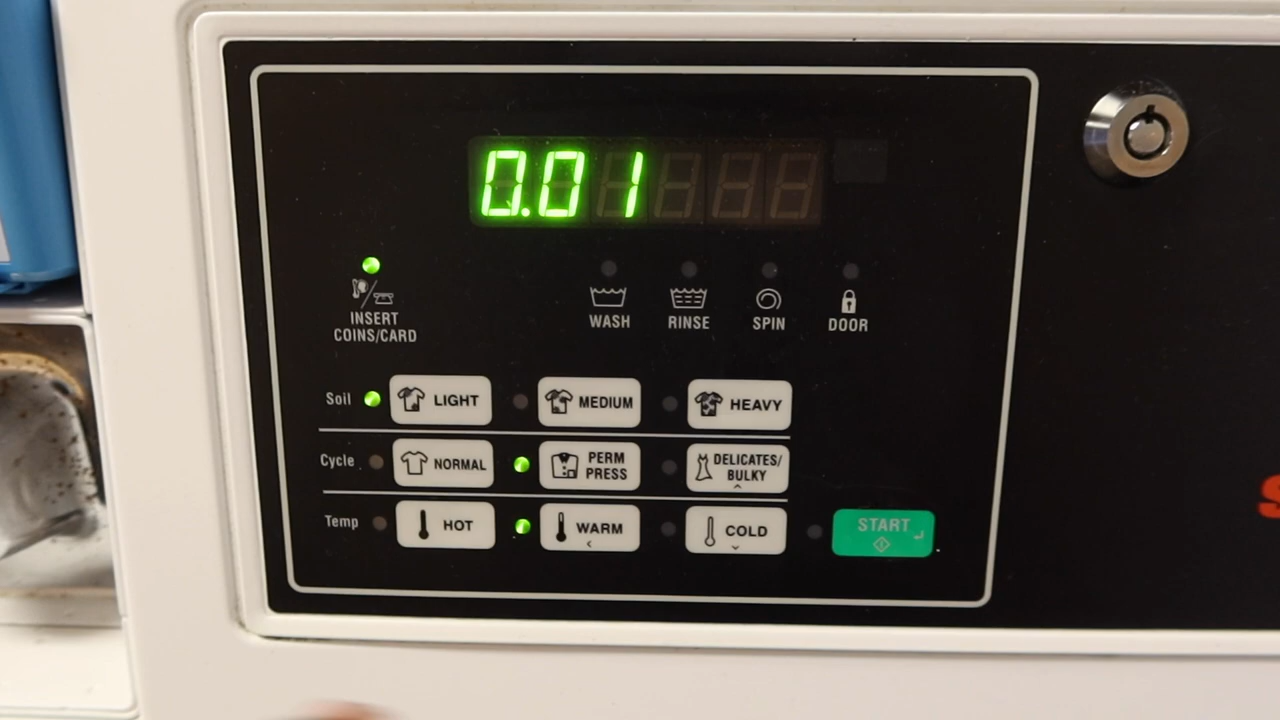 0.01
INSERT
COINS/CARD
WASH
RINSE
SPIN
DOOR
Soil
LIGHT
MEDIUM
HEAVY
Cycle
NORMAL
PERM
PRESS
DELICATES/
BULKY
Temp
HOT
WARM
COLD
START